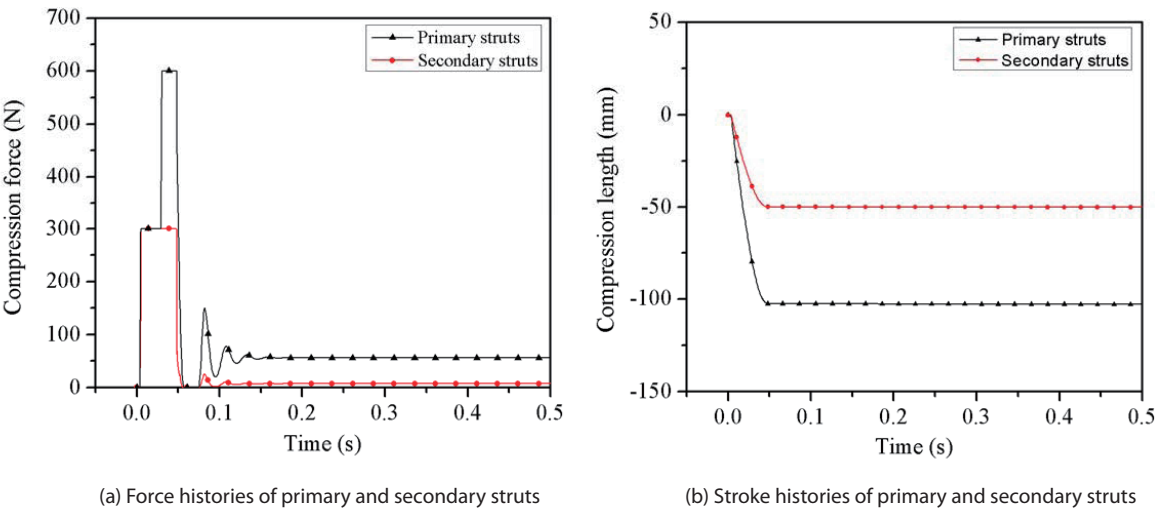 700
600
500
400
300
200
100
0
Compression force (N)
Primary struts
Secondary struts
0.0 0.1 0.2 0.3 0.4 0.5
Time (s)
(a) Force histories of primary and secondary struts
50
0
-50
-100
-150
Compression length (mm)
Primary struts
Secondary struts
0.0 0.1 0.2 0.3 0.4 0.5
Time (s)
(b) Stroke histories of primary and secondary struts